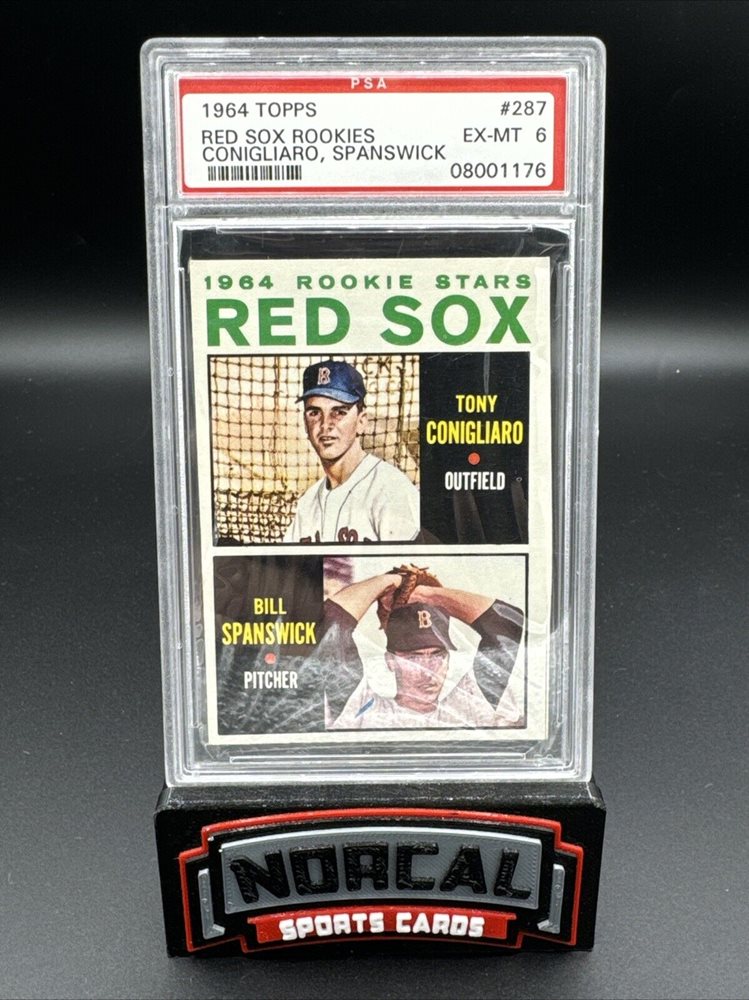 PSA
1964 TOPPS #287
RED SOX ROOKIES EX-MT 6
CONIGLIARO, SPANSWICK
08001176
1964 ROOKIE STARS
RED SOX
B
TONY
CONIGLIARO
OUTFIELD
BILL
SPANSWICK
PITCHER
B
NORCAL
SPORTS CARDS